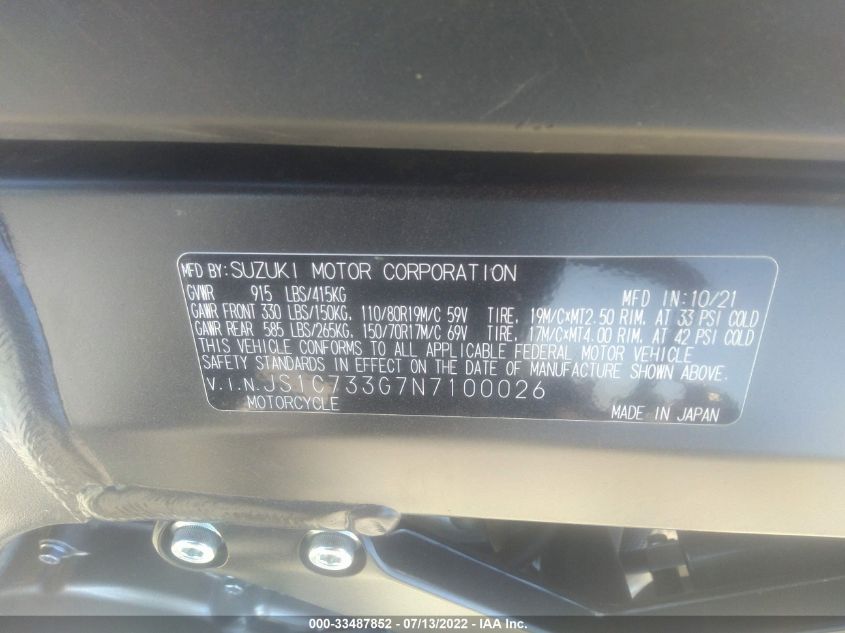 MFD BY: SUZUKI MOTOR CORPORATION
GVWR 915 LBS/415KG MFD IN:10/21
GAWR FRONT 330 LBS/150KG, 110/80R19M/C 59V TIRE, 19M/C×MT2.50 RIM, AT 33 PSI COLD
GAWR REAR 585 LBS/265KG, 150/70R17M/C 69V TIRE, 17M/C×MT4.00 RIM, AT 42 PSI COLD
THIS VEHICLE CONFORMS TO ALL APPLICABLE FEDERAL MOTOR VEHICLE
SAFETY STANDARDS IN EFFECT ON THE DATE OF MANUFACTURE SHOWN ABOVE.
V.I.N. JS1C733G7N7100026
MOTORCYCLE MADE IN JAPAN
000-33487852 - 07/13/2022 - IAA Inc.